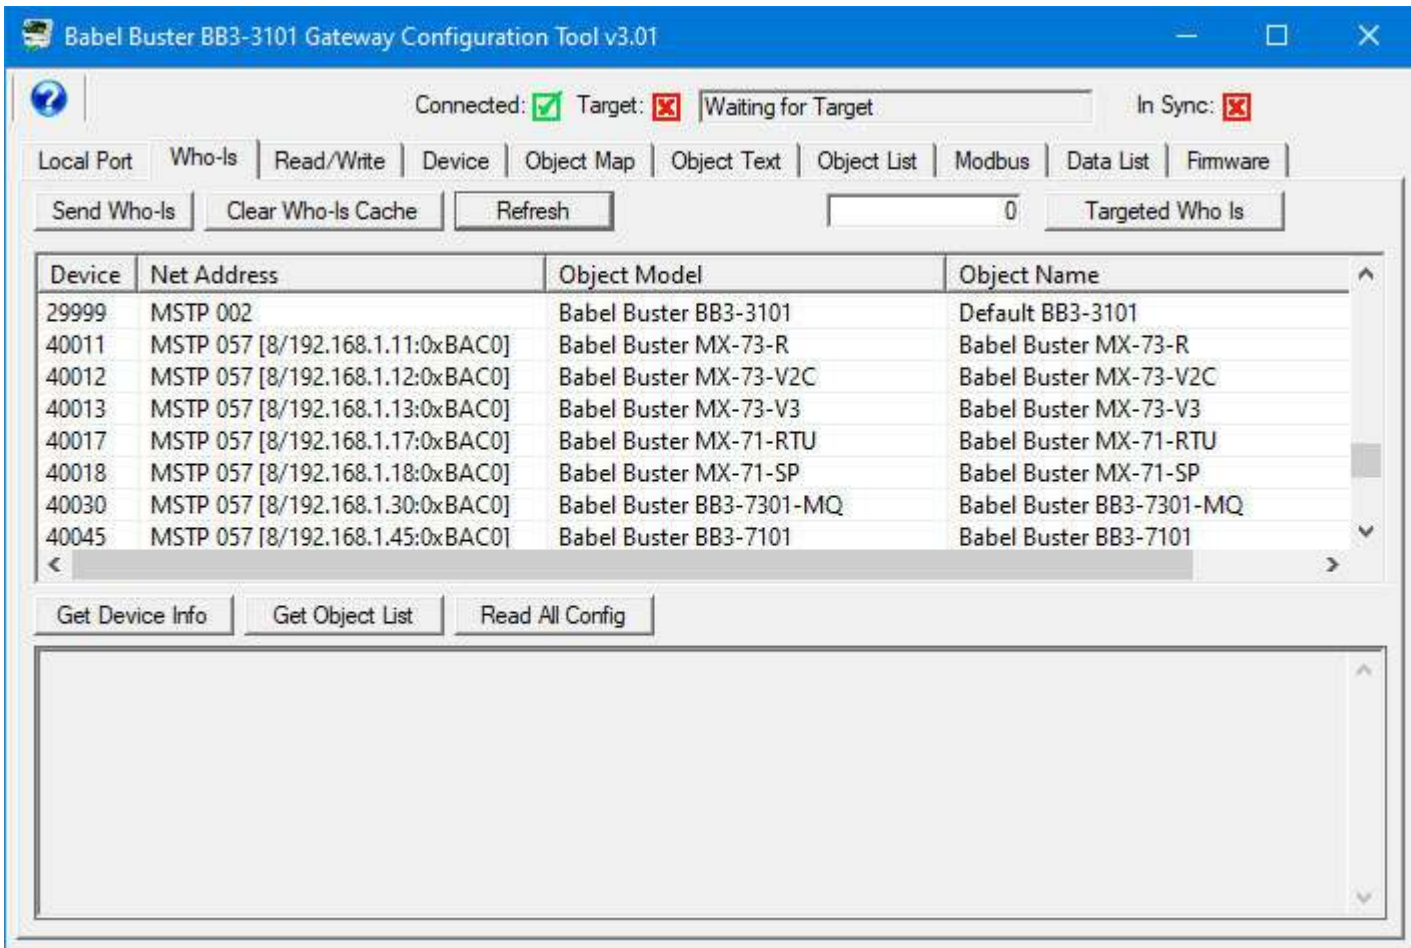 Babel Buster BB3-3101 Gateway Configuration Tool v3.01
Connected: Target: Waiting for Target In Sync:
Local Port Who-Is Read/Write Device Object Map Object Text Object List Modbus Data List Firmware
Send Who-Is Clear Who-Is Cache Refresh 0 Targeted Who Is
Device Net Address Object Model Object Name
29999 MSTP 002 Babel Buster BB3-3101 Default BB3-3101
40011 MSTP 057 [8/192.168.1.11:0xBAC0] Babel Buster MX-73-R Babel Buster MX-73-R
40012 MSTP 057 [8/192.168.1.12:0xBAC0] Babel Buster MX-73-V2C Babel Buster MX-73-V2C
40013 MSTP 057 [8/192.168.1.13:0xBAC0] Babel Buster MX-73-V3 Babel Buster MX-73-V3
40017 MSTP 057 [8/192.168.1.17:0xBAC0] Babel Buster MX-71-RTU Babel Buster MX-71-RTU
40018 MSTP 057 [8/192.168.1.18:0xBAC0] Babel Buster MX-71-SP Babel Buster MX-71-SP
40030 MSTP 057 [8/192.168.1.30:0xBAC0] Babel Buster BB3-7301-MQ Babel Buster BB3-7301-MQ
40045 MSTP 057 [8/192.168.1.45:0xBAC0] Babel Buster BB3-7101 Babel Buster BB3-7101
Get Device Info Get Object List Read All Config